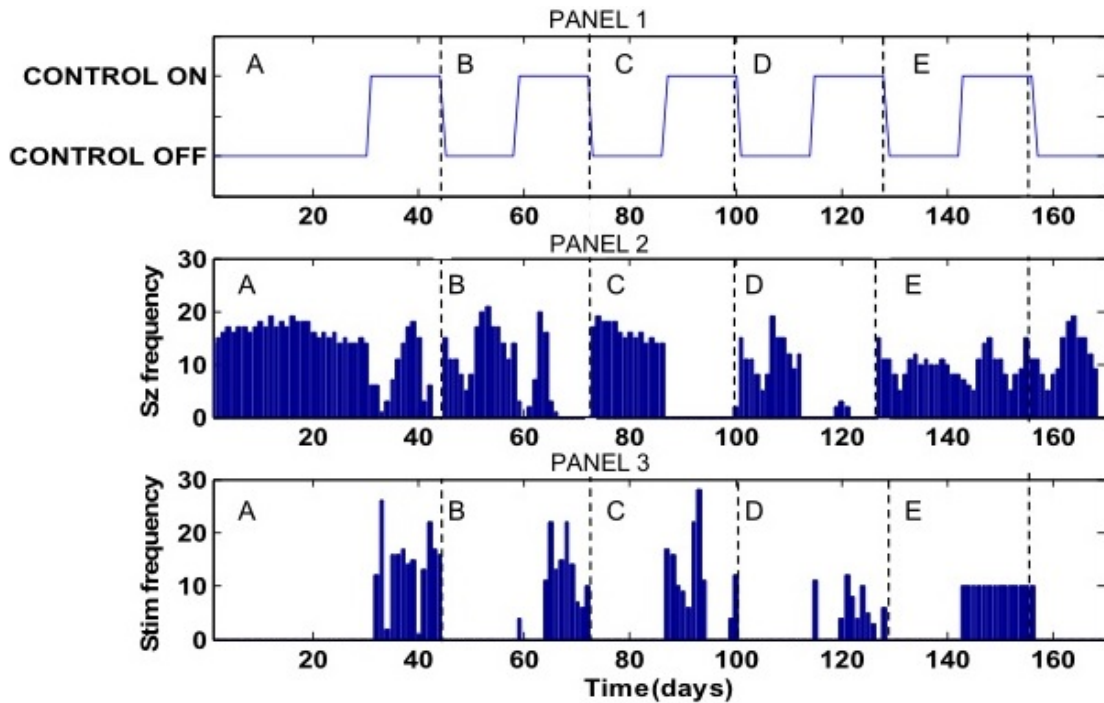 PANEL 1
A B C D E
CONTROL ON
CONTROL OFF
20 40 60 80 100 120 140 160
PANEL 2
A B C D E
Sz frequency
30
20
10
0
20 40 60 80 100 120 140 160
PANEL 3
A B C D E
Stim frequency
30
20
10
0
20 40 60 80 100 120 140 160
Time(days)